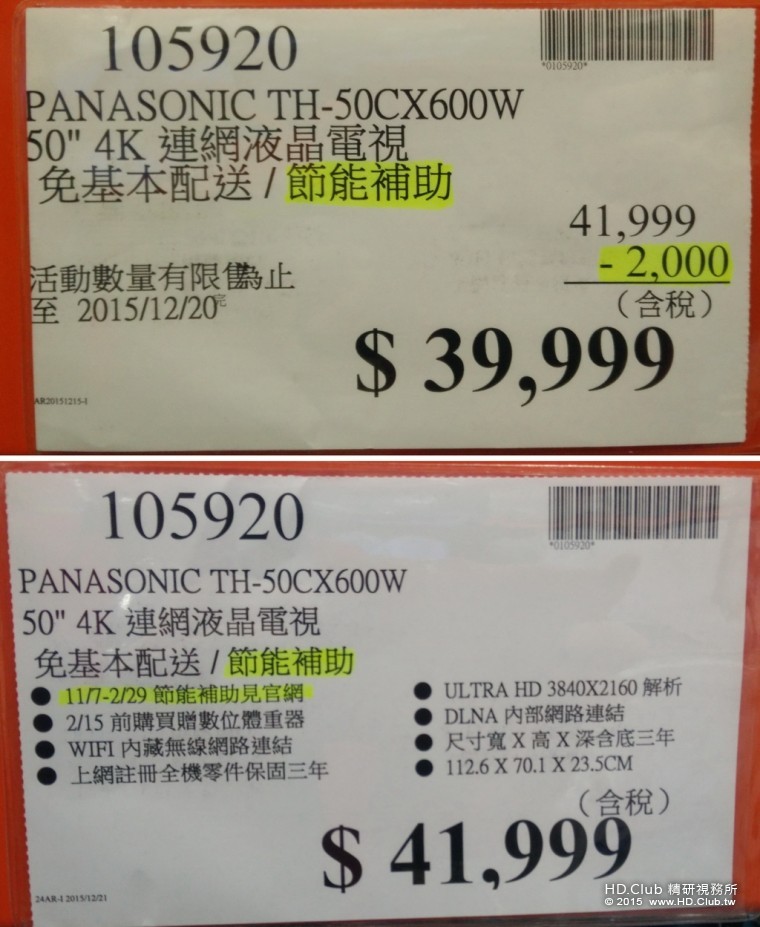 105920
*0105920*
PANASONIC TH-50CX600W
50" 4K 連網液晶電視
免基本配送 / 節能補助
41,999
- 2,000
活動數量有限售完為止
至 2015/12/20
（含稅）
$ 39,999
AR20151215-I
105920
*0105920*
PANASONIC TH-50CX600W
50" 4K 連網液晶電視
免基本配送 / 節能補助
● 11/7-2/29 節能補助見官網
● 2/15 前購買贈數位體重器
● WIFI 內藏無線網路連結
● 上網註冊全機零件保固三年
● ULTRA HD 3840X2160 解析
● DLNA 內部網路連結
● 尺寸寬 X 高 X 深含底三年
● 112.6 X 70.1 X 23.5CM
（含稅）
$ 41,999
24AR-I 2015/12/21
HD.Club 精研視務所
© 2015 www.HD.Club.tw